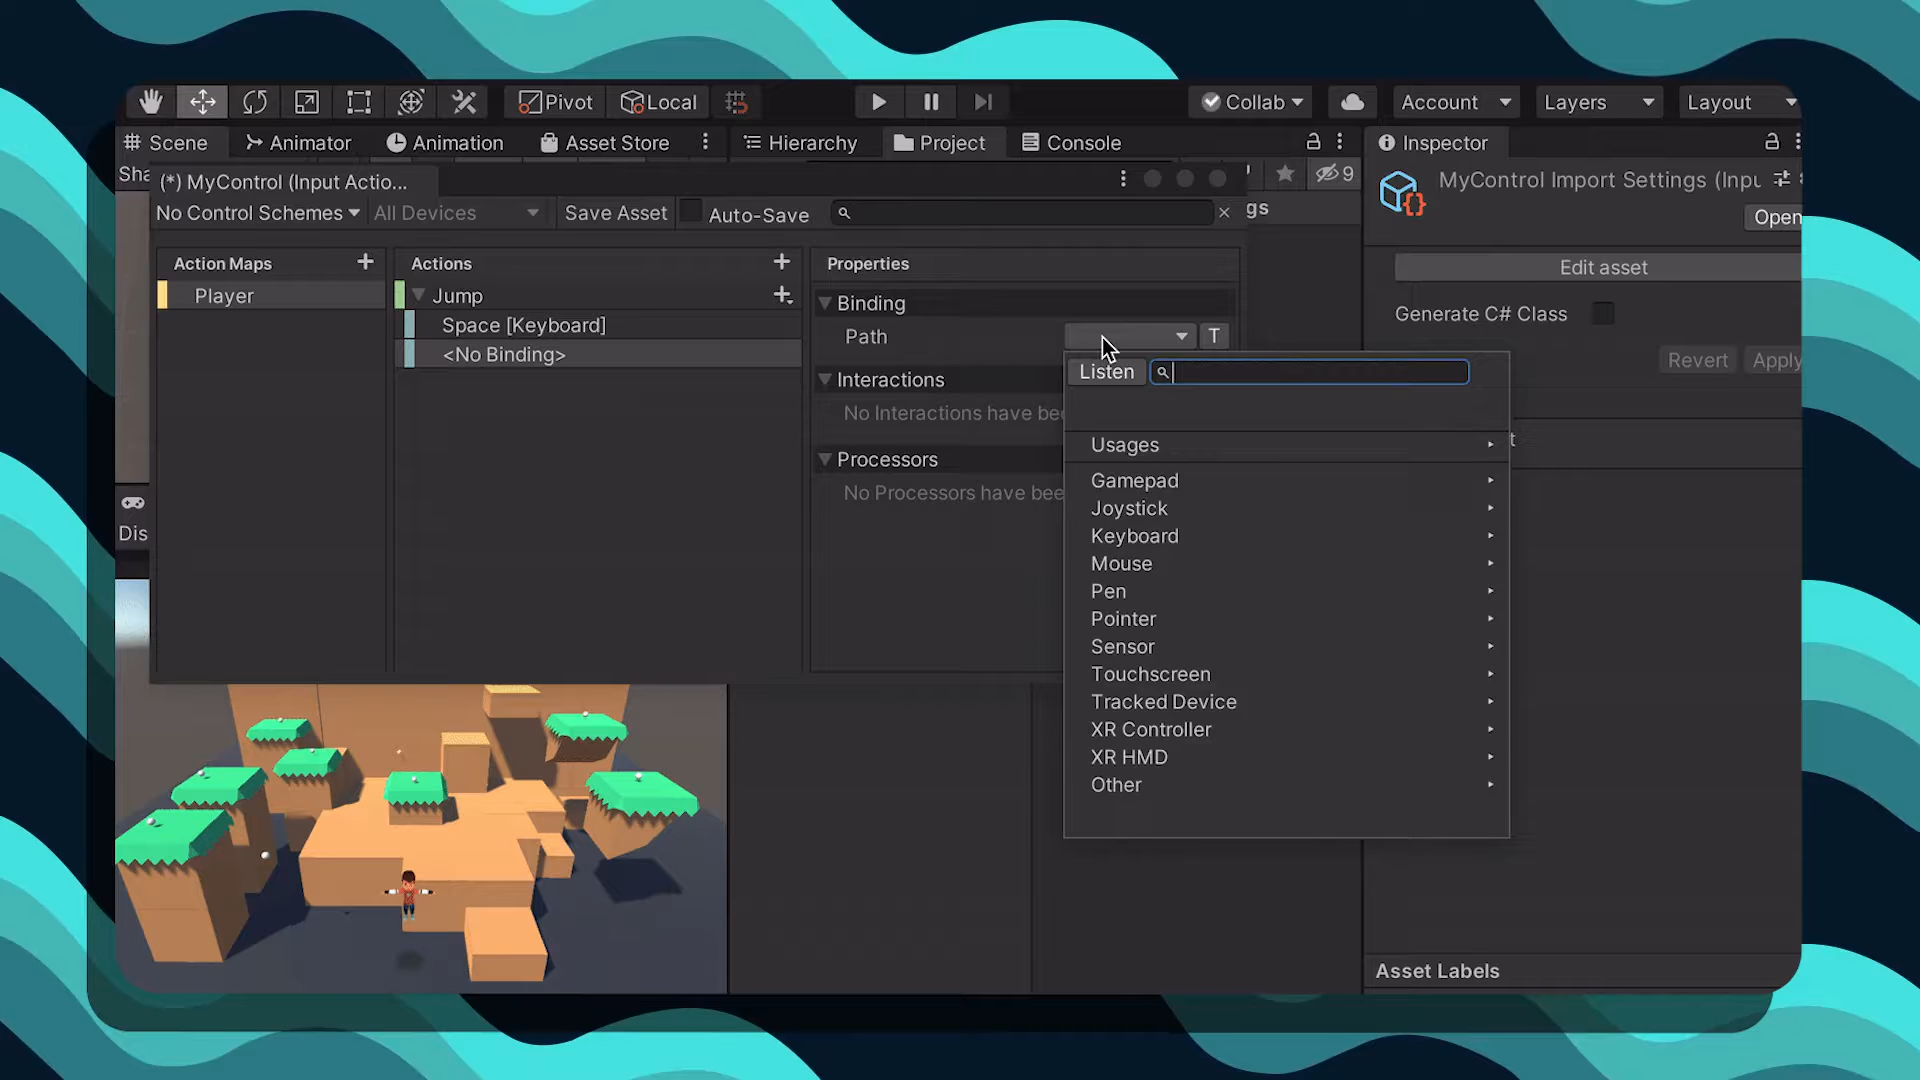 Pivot Local Collab Account Layers Layout
Scene Animator Animation Asset Store Hierarchy Project Console Inspector
Sha
(*) MyControl (Input Actio...
9
MyControl Import Settings (Inpu
No Control Schemes All Devices Save Asset Auto-Save
gs
Open
Action Maps + Actions + Properties
Edit asset
Player
Jump +
Binding
Generate C# Class
Space [Keyboard]
Path T
<No Binding>
Revert Apply
Listen
Interactions
No Interactions have bee
Usages
t
Processors
No Processors have bee
Gamepad
Joystick
Keyboard
Mouse
Pen
Pointer
Sensor
Touchscreen
Tracked Device
XR Controller
XR HMD
Other
Dis
Asset Labels